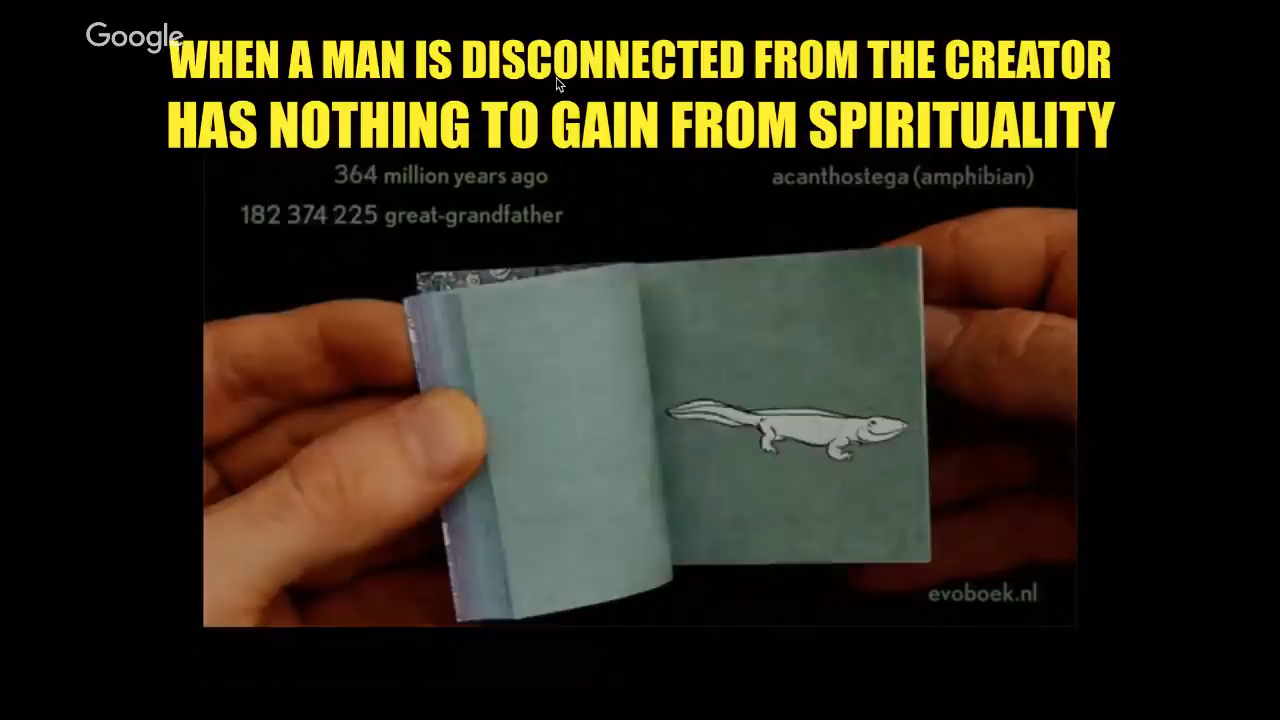 Google
WHEN A MAN IS DISCONNECTED FROM THE CREATOR
HAS NOTHING TO GAIN FROM SPIRITUALITY
364 million years ago
acanthostega (amphibian)
182 374 225 great-grandfather
evoboek.nl